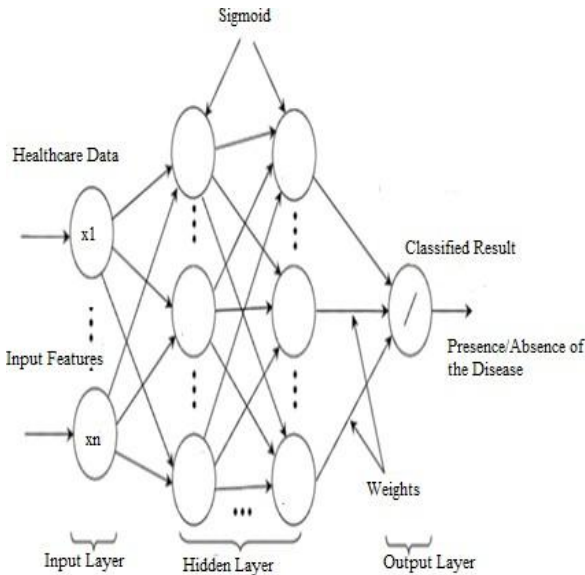 Sigmoid
Healthcare Data
x1
Classified Result
Input Features
Presence/Absence of
the Disease
xn
Weights
Input Layer
Hidden Layer
Output Layer